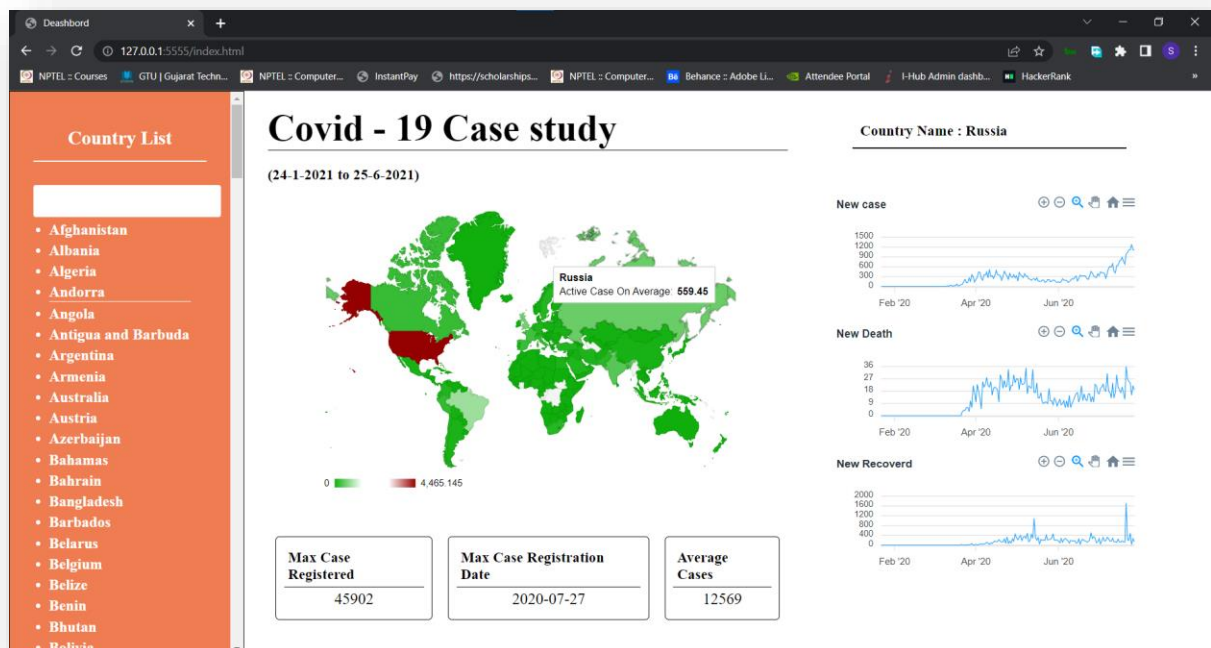 Deashbord
127.0.0.1:5555/index.html
NPTEL :: Courses
GTU | Gujarat Techn...
NPTEL :: Computer...
InstantPay
https://scholarships...
NPTEL :: Computer...
Behance :: Adobe Li...
Attendee Portal
I-Hub Admin dashb...
HackerRank
Country List
Afghanistan
Albania
Algeria
Andorra
Angola
Antigua and Barbuda
Argentina
Armenia
Australia
Austria
Azerbaijan
Bahamas
Bahrain
Bangladesh
Barbados
Belarus
Belgium
Belize
Benin
Bhutan
Bolivia
Covid - 19 Case study
(24-1-2021 to 25-6-2021)
Russia
Active Case On Average: 559.45
0
4,465.145
Max Case
Registered
45902
Max Case Registration
Date
2020-07-27
Average
Cases
12569
Country Name : Russia
New case
1500
1200
900
600
300
0
Feb '20 Apr '20 Jun '20
New Death
36
27
18
9
0
Feb '20 Apr '20 Jun '20
New Recoverd
2000
1600
1200
800
400
0
Feb '20 Apr '20 Jun '20